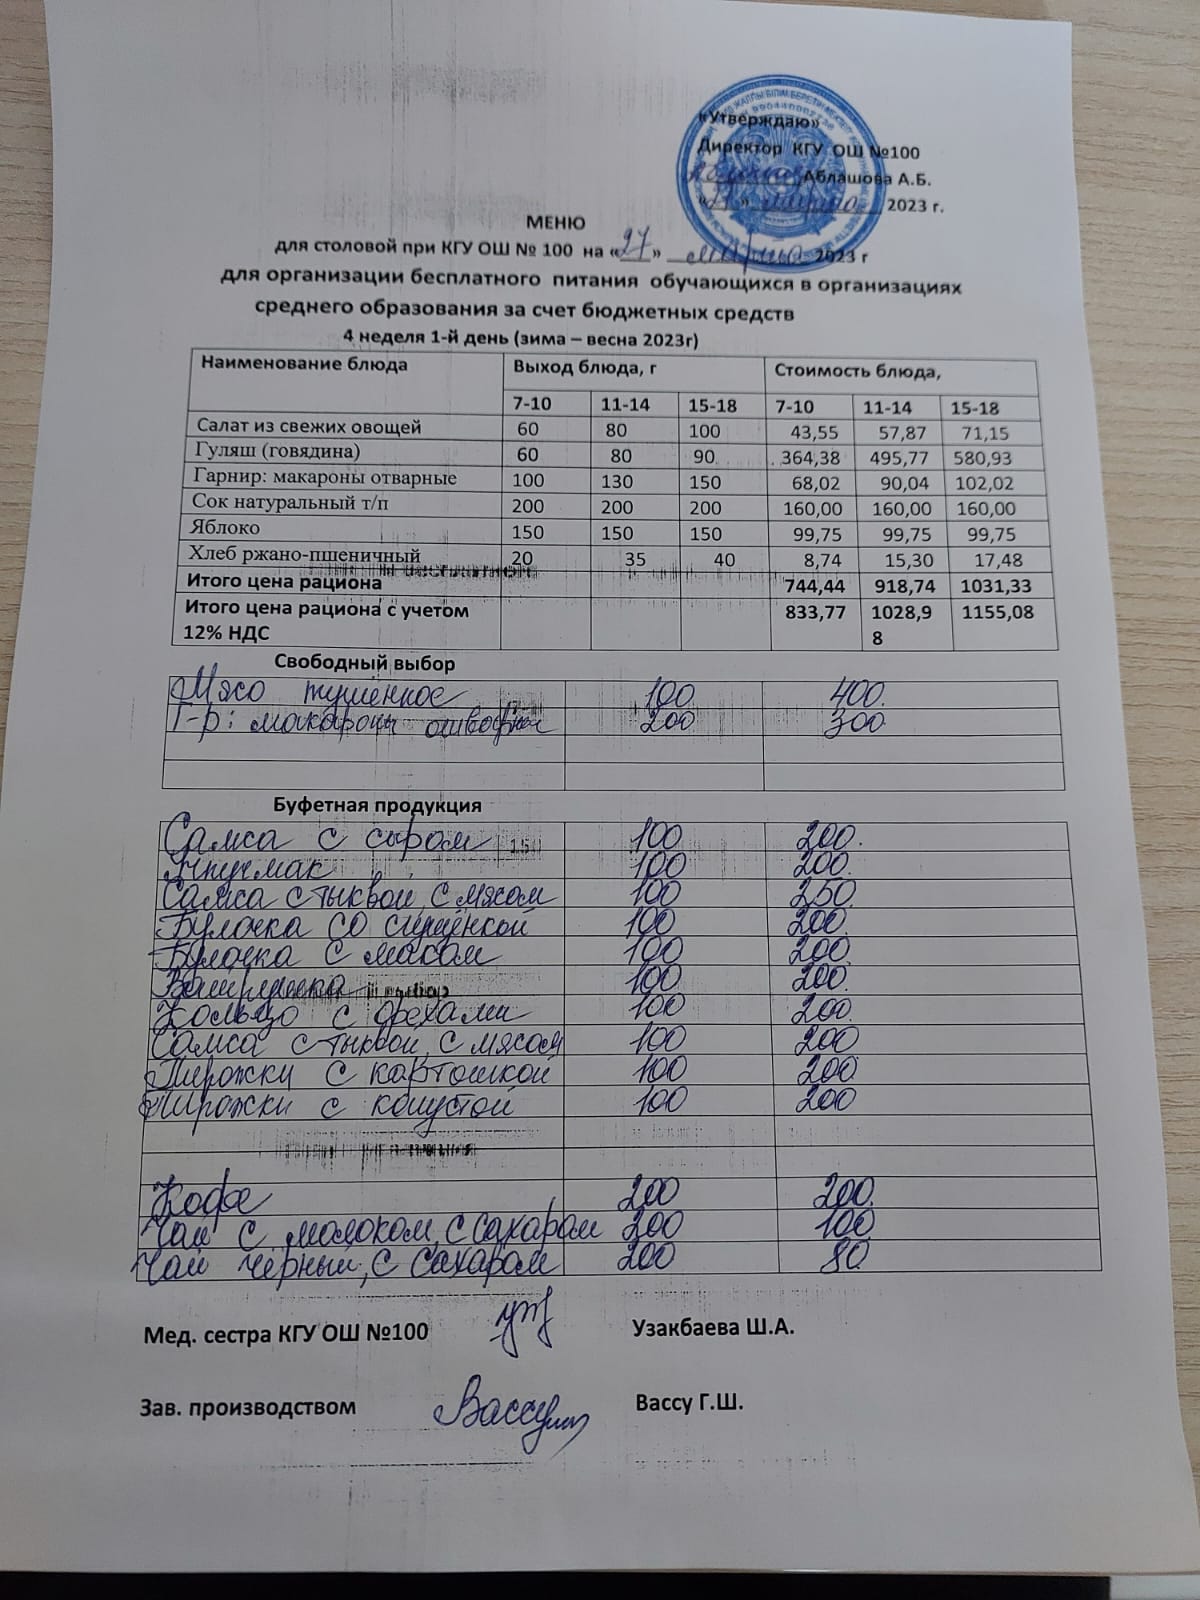 «Утверждаю»
Директор КГУ ОШ №100
Аблашова А.Б.
«27» марта 2023 г.
МЕНЮ
для столовой при КГУ ОШ № 100 на «27» марта 2023 г
для организации бесплатного питания обучающихся в организациях
среднего образования за счет бюджетных средств
4 неделя 1-й день (зима – весна 2023г)
Наименование блюда Выход блюда, г Стоимость блюда,
7-10 11-14 15-18 7-10 11-14 15-18
Салат из свежих овощей 60 80 100 43,55 57,87 71,15
Гуляш (говядина) 60 80 90 364,38 495,77 580,93
Гарнир: макароны отварные 100 130 150 68,02 90,04 102,02
Сок натуральный т/п 200 200 200 160,00 160,00 160,00
Яблоко 150 150 150 99,75 99,75 99,75
Хлеб ржано-пшеничный 20 35 40 8,74 15,30 17,48
Итого цена рациона 744,44 918,74 1031,33
Итого цена рациона с учетом 833,77 1028,9 1155,08
12% НДС 8
Свободный выбор
Мясо тушёное 100 400
Г-р: макароны отварные 200 300
Буфетная продукция
Самса с сыром 100 200
Учпучмак 100 200
Самса с тыквой, с мясом 100 250
Булочка со сгущёнкой 100 200
Булочка с маком 100 200
Ватрушка 100 200
Кольцо с орехами 100 200
Самса с тыквой, с мясом 100 200
Пирожки с картошкой 100 200
Пирожки с капустой 100 200
Кофе 200 200
Чай с молоком, с сахаром 200 100
Чай чёрный, с сахаром 200 80
Мед. сестра КГУ ОШ №100 Узакбаева Ш.А.
Зав. производством Вассу Г.Ш.